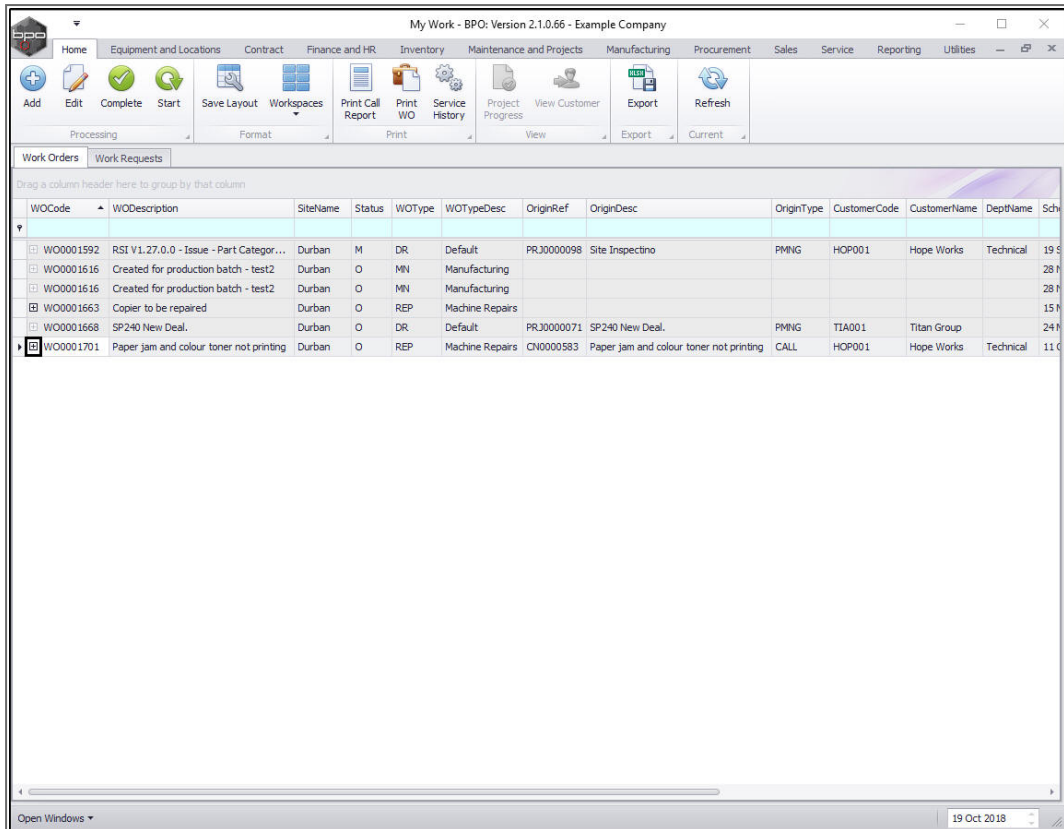 bpo
My Work - BPO: Version 2.1.0.66 - Example Company
Home Equipment and Locations Contract Finance and HR Inventory Maintenance and Projects Manufacturing Procurement Sales Service Reporting Utilities
Add Edit Complete Start Save Layout Workspaces Print Call Report Print WO Service History Project Progress View Customer Export Refresh
Processing Format Print View Export Current
Work Orders Work Requests
Drag a column header here to group by that column
WOCode WODescription SiteName Status WOType WOTypeDesc OriginRef OriginDesc OriginType CustomerCode CustomerName DeptName Sche
WO0001592 RSI V1.27.0.0 - Issue - Part Categor... Durban M DR Default PRJ0000098 Site Inspectino PMNG HOP001 Hope Works Technical 19 S
WO0001616 Created for production batch - test2 Durban O MN Manufacturing 28
WO0001616 Created for production batch - test2 Durban O MN Manufacturing 28
WO0001663 Copier to be repaired Durban O REP Machine Repairs 15
WO0001668 SP240 New Deal. Durban O DR Default PRJ0000071 SP240 New Deal. PMNG TIA001 Titan Group 24
WO0001701 Paper jam and colour toner not printing Durban O REP Machine Repairs CN0000583 Paper jam and colour toner not printing CALL HOP001 Hope Works Technical 11
Open Windows 19 Oct 2018